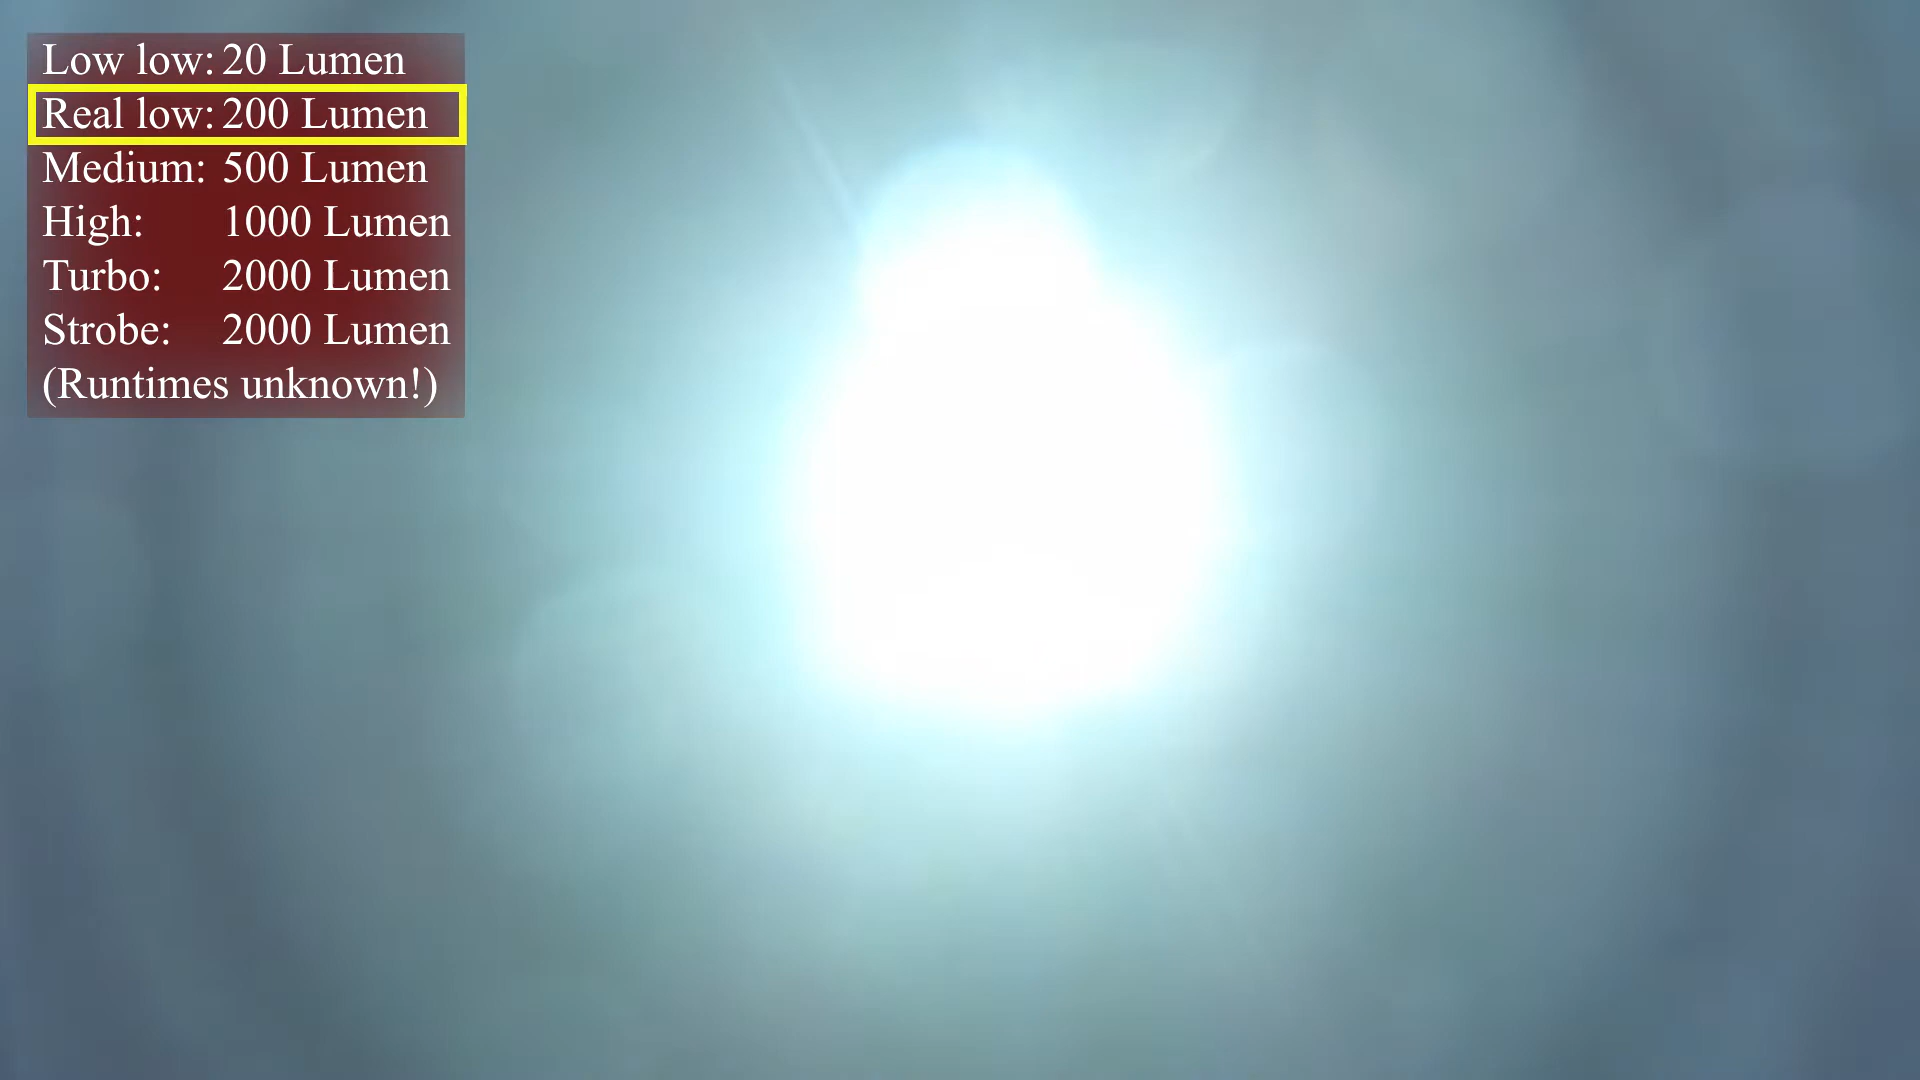 Low low: 20 Lumen
Real low: 200 Lumen
Medium: 500 Lumen
High: 1000 Lumen
Turbo: 2000 Lumen
Strobe: 2000 Lumen
(Runtimes unknown!)